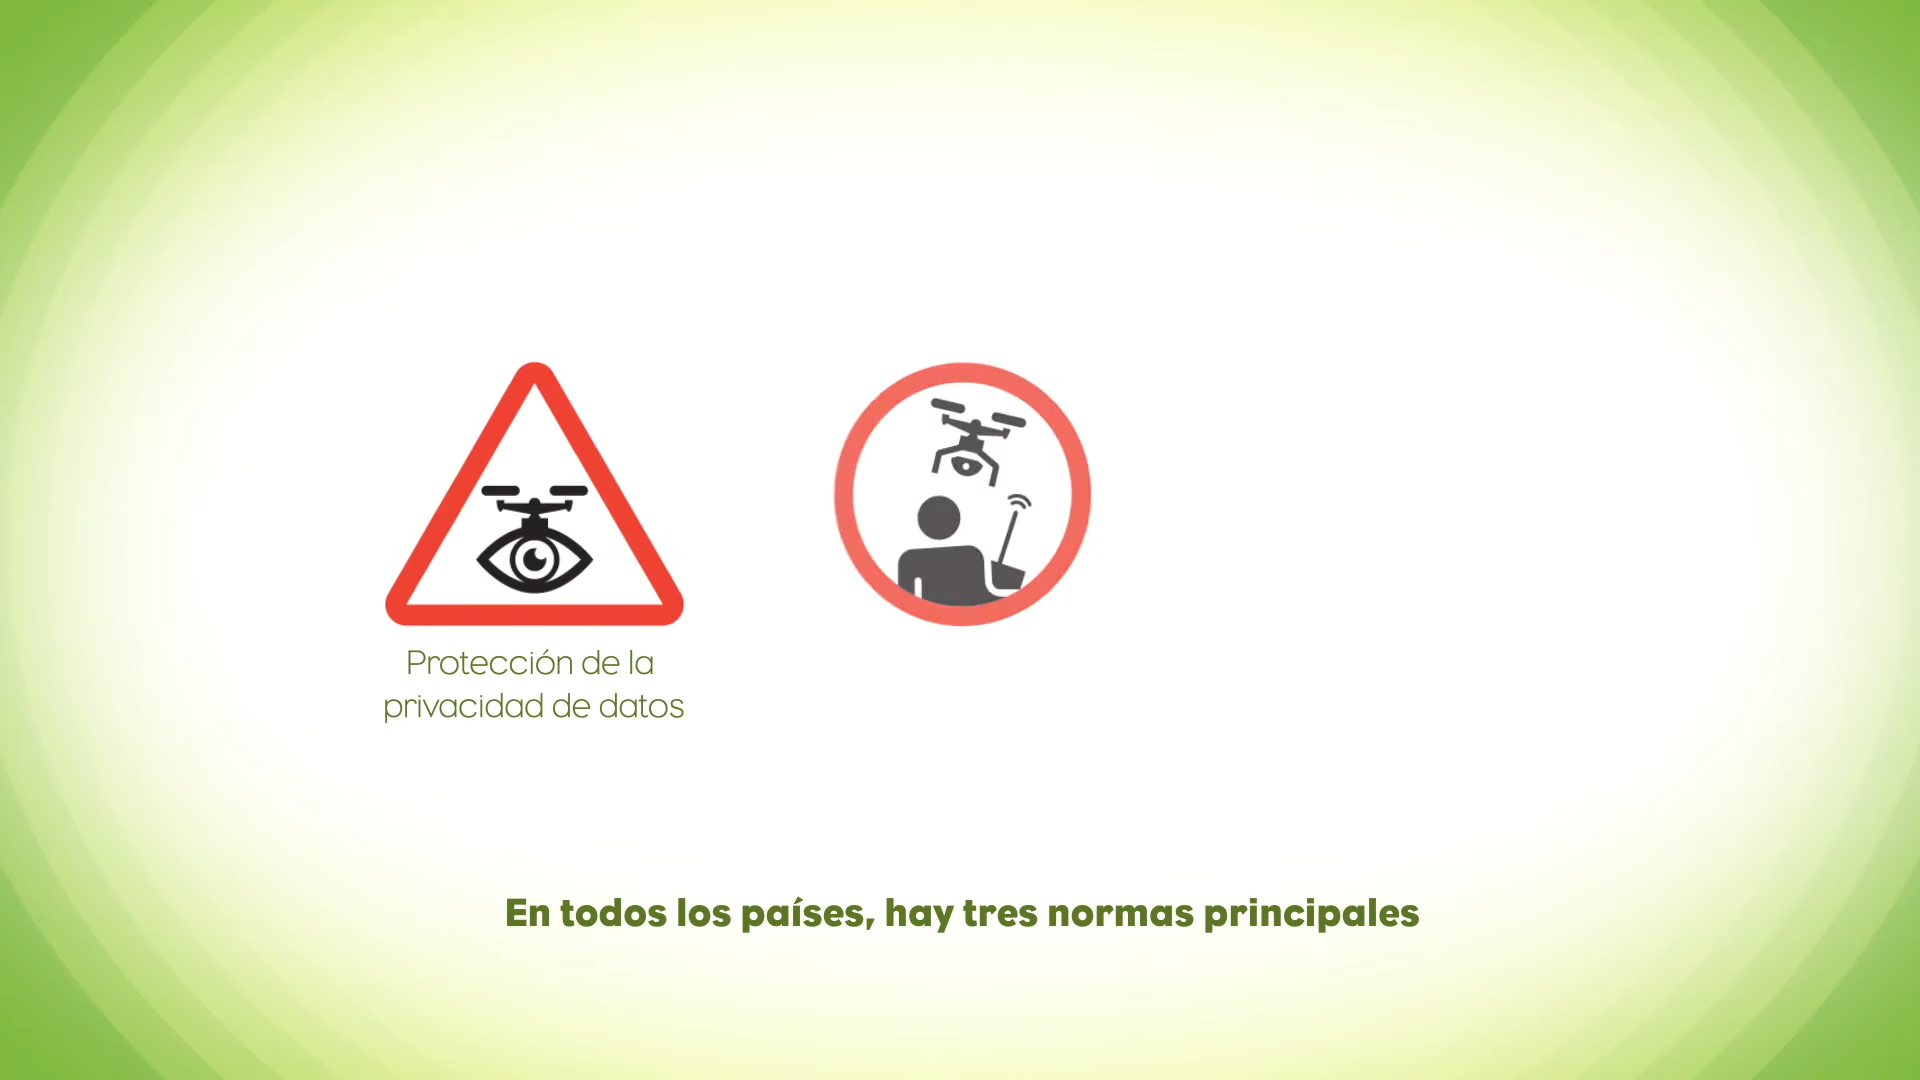 Protección de la
privacidad de datos
En todos los países, hay tres normas principales